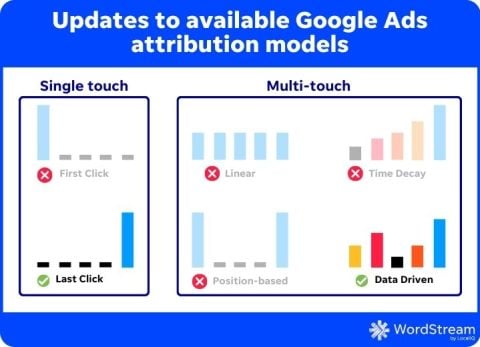 Updates to available Google Ads
attribution models
Single touch
Multi-touch
First Click
Linear
Time Decay
Last Click
Position-based
Data Driven
WordStream
by LocaliQ